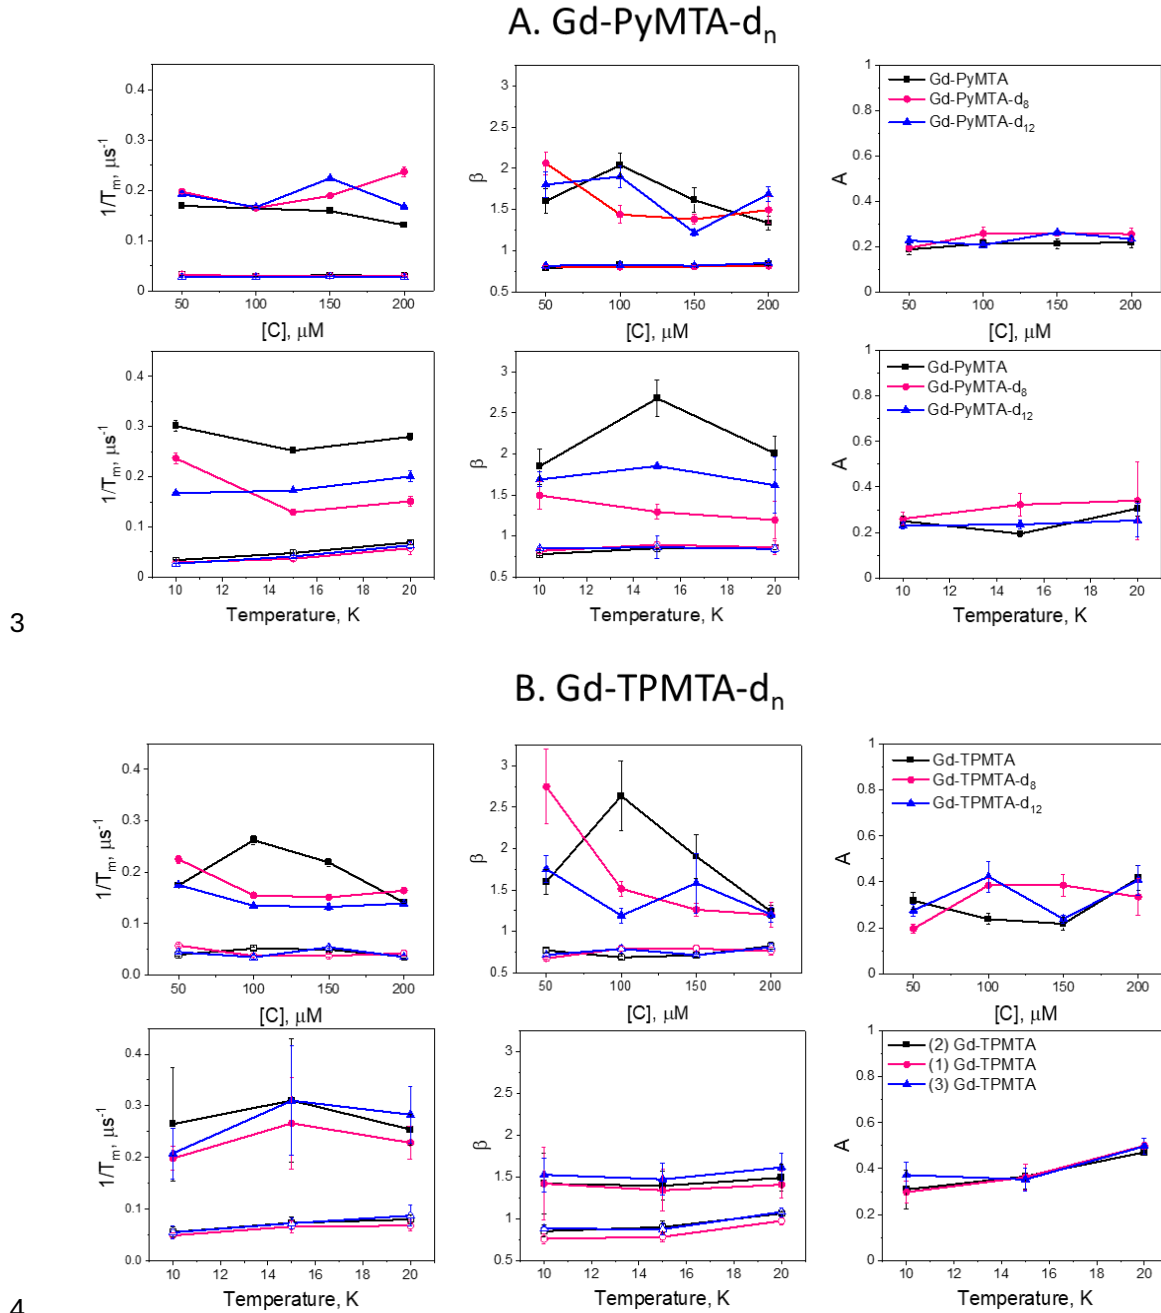 A. Gd-PyMTA-dn
1/Tm, μs-1
0.4
0.3
0.2
0.1
0
50 100 150 200
[C], μM
β
3
2.5
2
1.5
1
0.5
50 100 150 200
[C], μM
A
1
0.8
0.6
0.4
0.2
0
50 100 150 200
[C], μM
Gd-PyMTA
Gd-PyMTA-d8
Gd-PyMTA-d12
1/Tm, μs-1
0.4
0.3
0.2
0.1
0
10 12 14 16 18 20
Temperature, K
β
3
2.5
2
1.5
1
0.5
10 12 14 16 18 20
Temperature, K
A
1
0.8
0.6
0.4
0.2
0
10 12 14 16 18 20
Temperature, K
Gd-PyMTA
Gd-PyMTA-d8
Gd-PyMTA-d12
3
B. Gd-TPMTA-dn
1/Tm, μs-1
0.4
0.3
0.2
0.1
0.0
50 100 150 200
[C], μM
β
3
2.5
2
1.5
1
0.5
50 100 150 200
[C], μM
A
1
0.8
0.6
0.4
0.2
0
50 100 150 200
[C], μM
Gd-TPMTA
Gd-TPMTA-d8
Gd-TPMTA-d12
1/Tm, μs-1
0.4
0.3
0.2
0.1
0
10 12 14 16 18 20
Temperature, K
β
3
2.5
2
1.5
1
0.5
10 12 14 16 18 20
Temperature, K
A
1
0.8
0.6
0.4
0.2
0
10 12 14 16 18 20
Temperature, K
(2) Gd-TPMTA
(1) Gd-TPMTA
(3) Gd-TPMTA
4